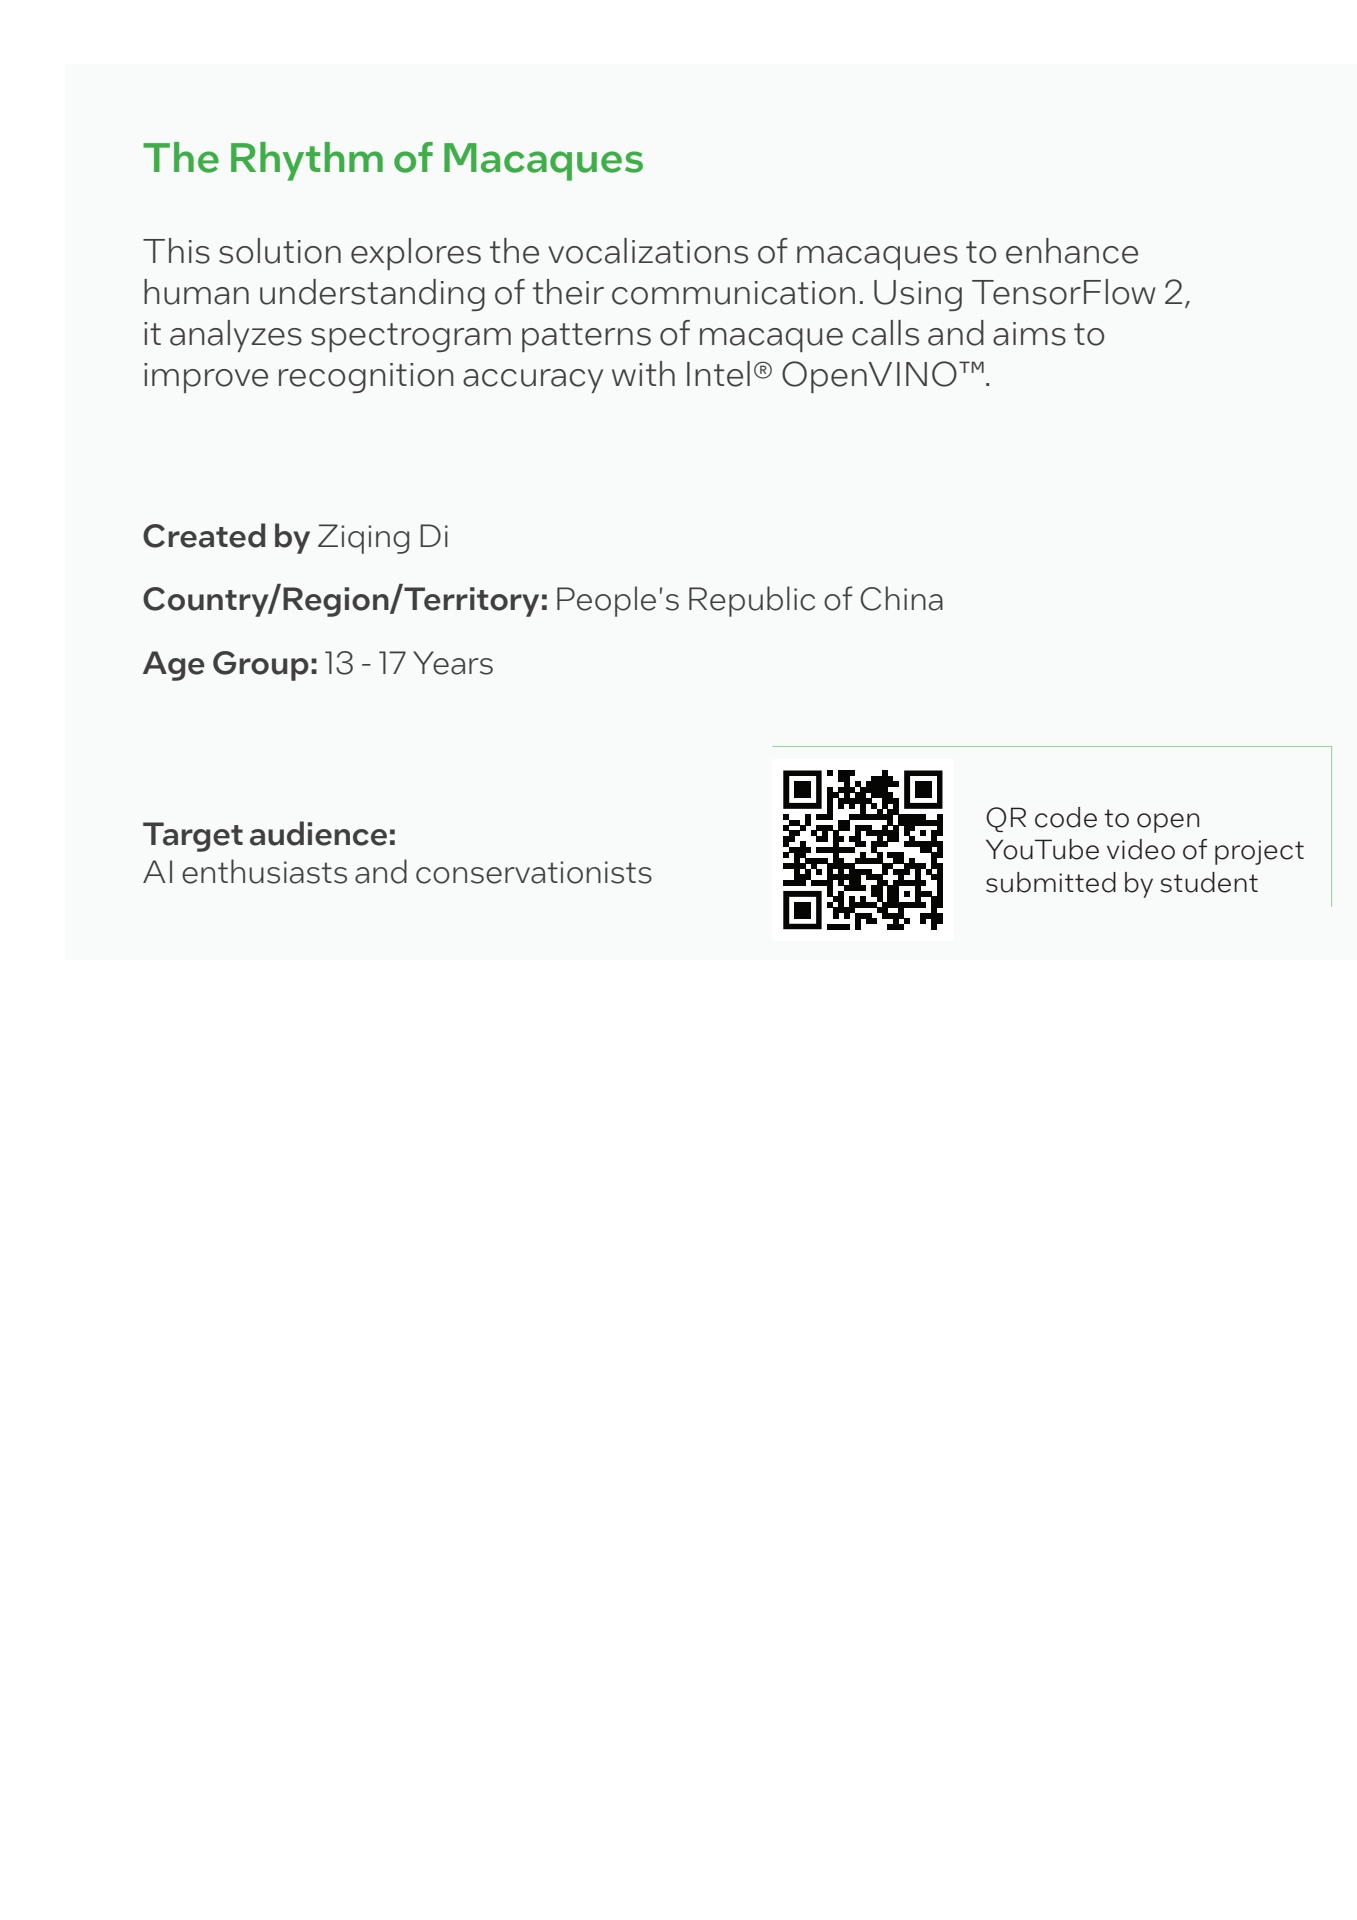 The Rhythm of Macaques
This solution explores the vocalizations of macaques to enhance
human understanding of their communication. Using TensorFlow 2,
it analyzes spectrogram patterns of macaque calls and aims to
improve recognition accuracy with Intel® OpenVINO™.
Created by Ziqing Di
Country/Region/Territory: People's Republic of China
Age Group: 13 - 17 Years
Target audience:
AI enthusiasts and conservationists
QR code to open
YouTube video of project
submitted by student